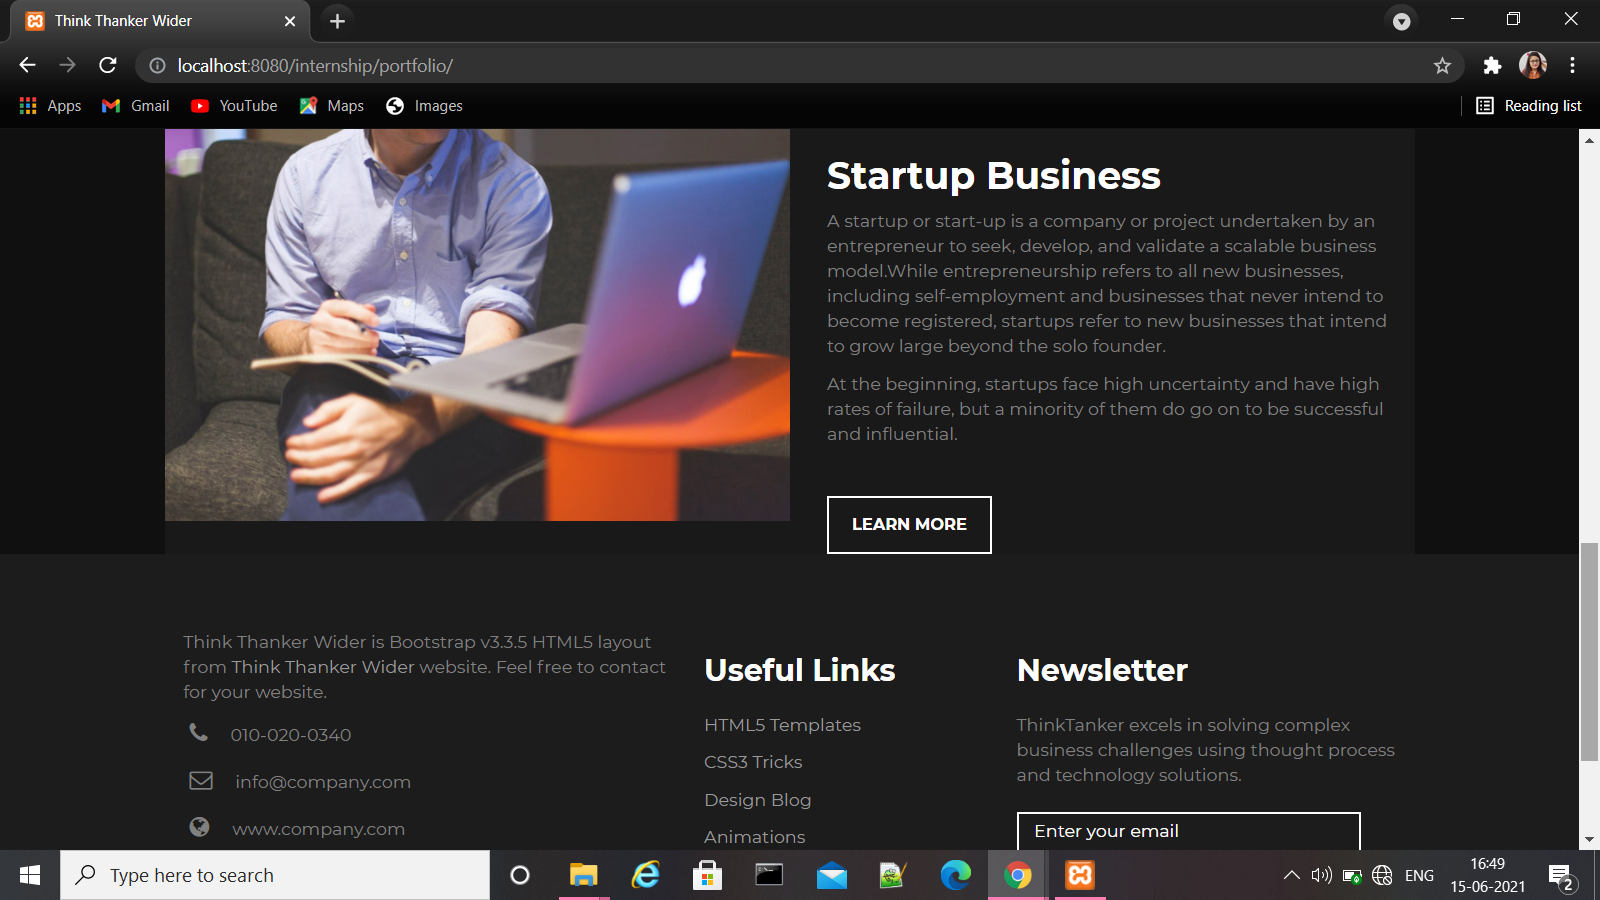 Think Thanker Wider
localhost:8080/internship/portfolio/
Apps Gmail YouTube Maps Images Reading list
Startup Business
A startup or start-up is a company or project undertaken by an
entrepreneur to seek, develop, and validate a scalable business
model.While entrepreneurship refers to all new businesses,
including self-employment and businesses that never intend to
become registered, startups refer to new businesses that intend
to grow large beyond the solo founder.
At the beginning, startups face high uncertainty and have high
rates of failure, but a minority of them do go on to be successful
and influential.
LEARN MORE
Think Thanker Wider is Bootstrap v3.3.5 HTML5 layout
from Think Thanker Wider website. Feel free to contact
for your website.
010-020-0340
info@company.com
www.company.com
Useful Links
HTML5 Templates
CSS3 Tricks
Design Blog
Animations
Newsletter
ThinkTanker excels in solving complex
business challenges using thought process
and technology solutions.
Enter your email
Type here to search
ENG
16:49
15-06-2021
2